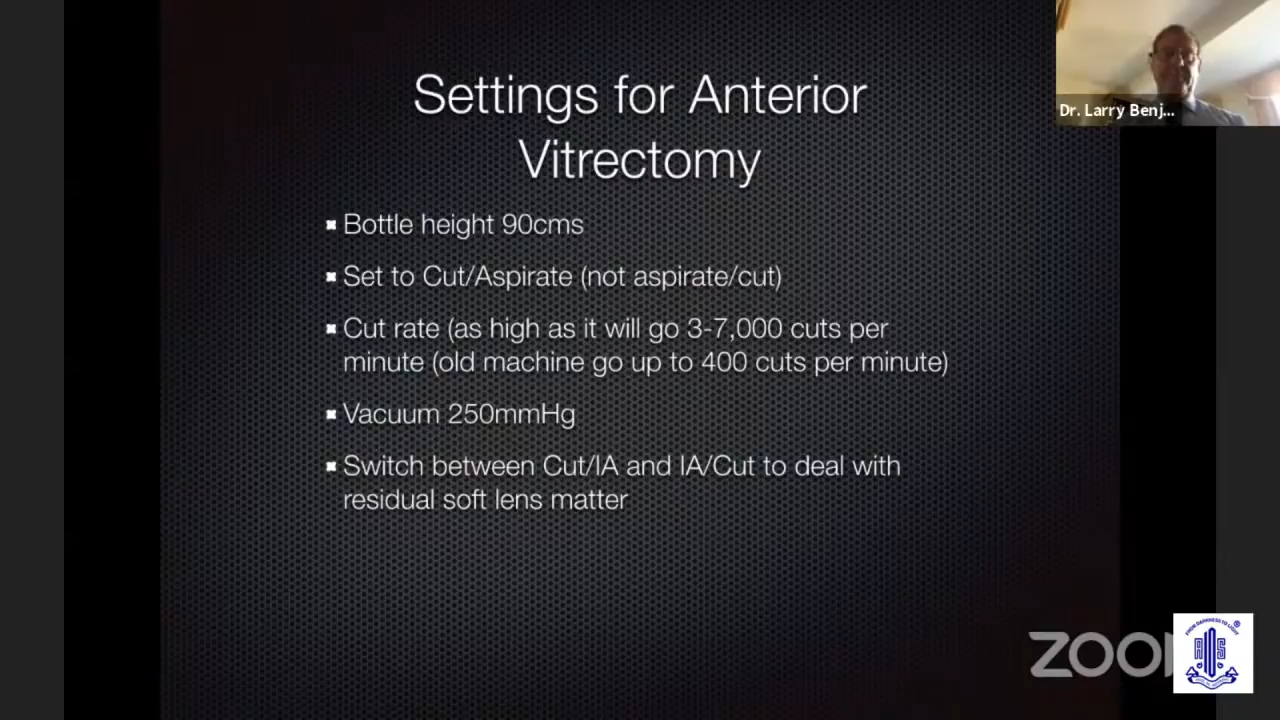 Settings for Anterior
Vitrectomy
Bottle height 90cms
Set to Cut/Aspirate (not aspirate/cut)
Cut rate (as high as it will go 3-7,000 cuts per
minute (old machine go up to 400 cuts per minute)
Vacuum 250mmHg
Switch between Cut/IA and IA/Cut to deal with
residual soft lens matter
Dr. Larry Benj...